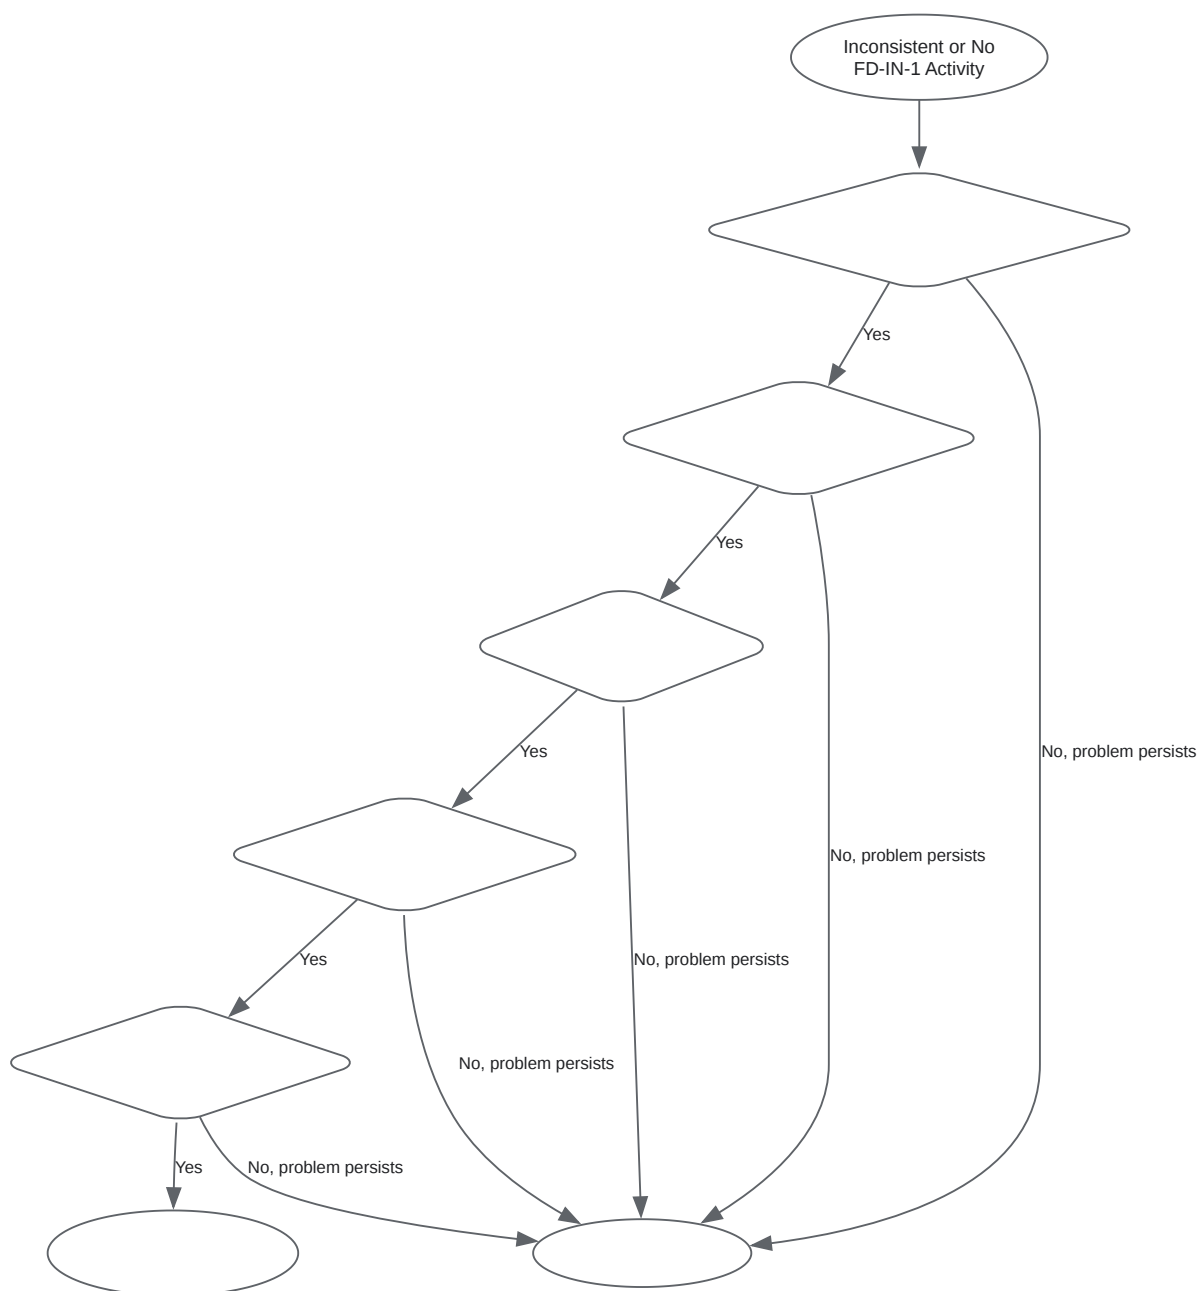 Inconsistent or No
FD-IN-1 Activity
Yes
Yes
Yes
No, problem persists
No, problem persists
Yes
No, problem persists
No, problem persists
Yes
No, problem persists